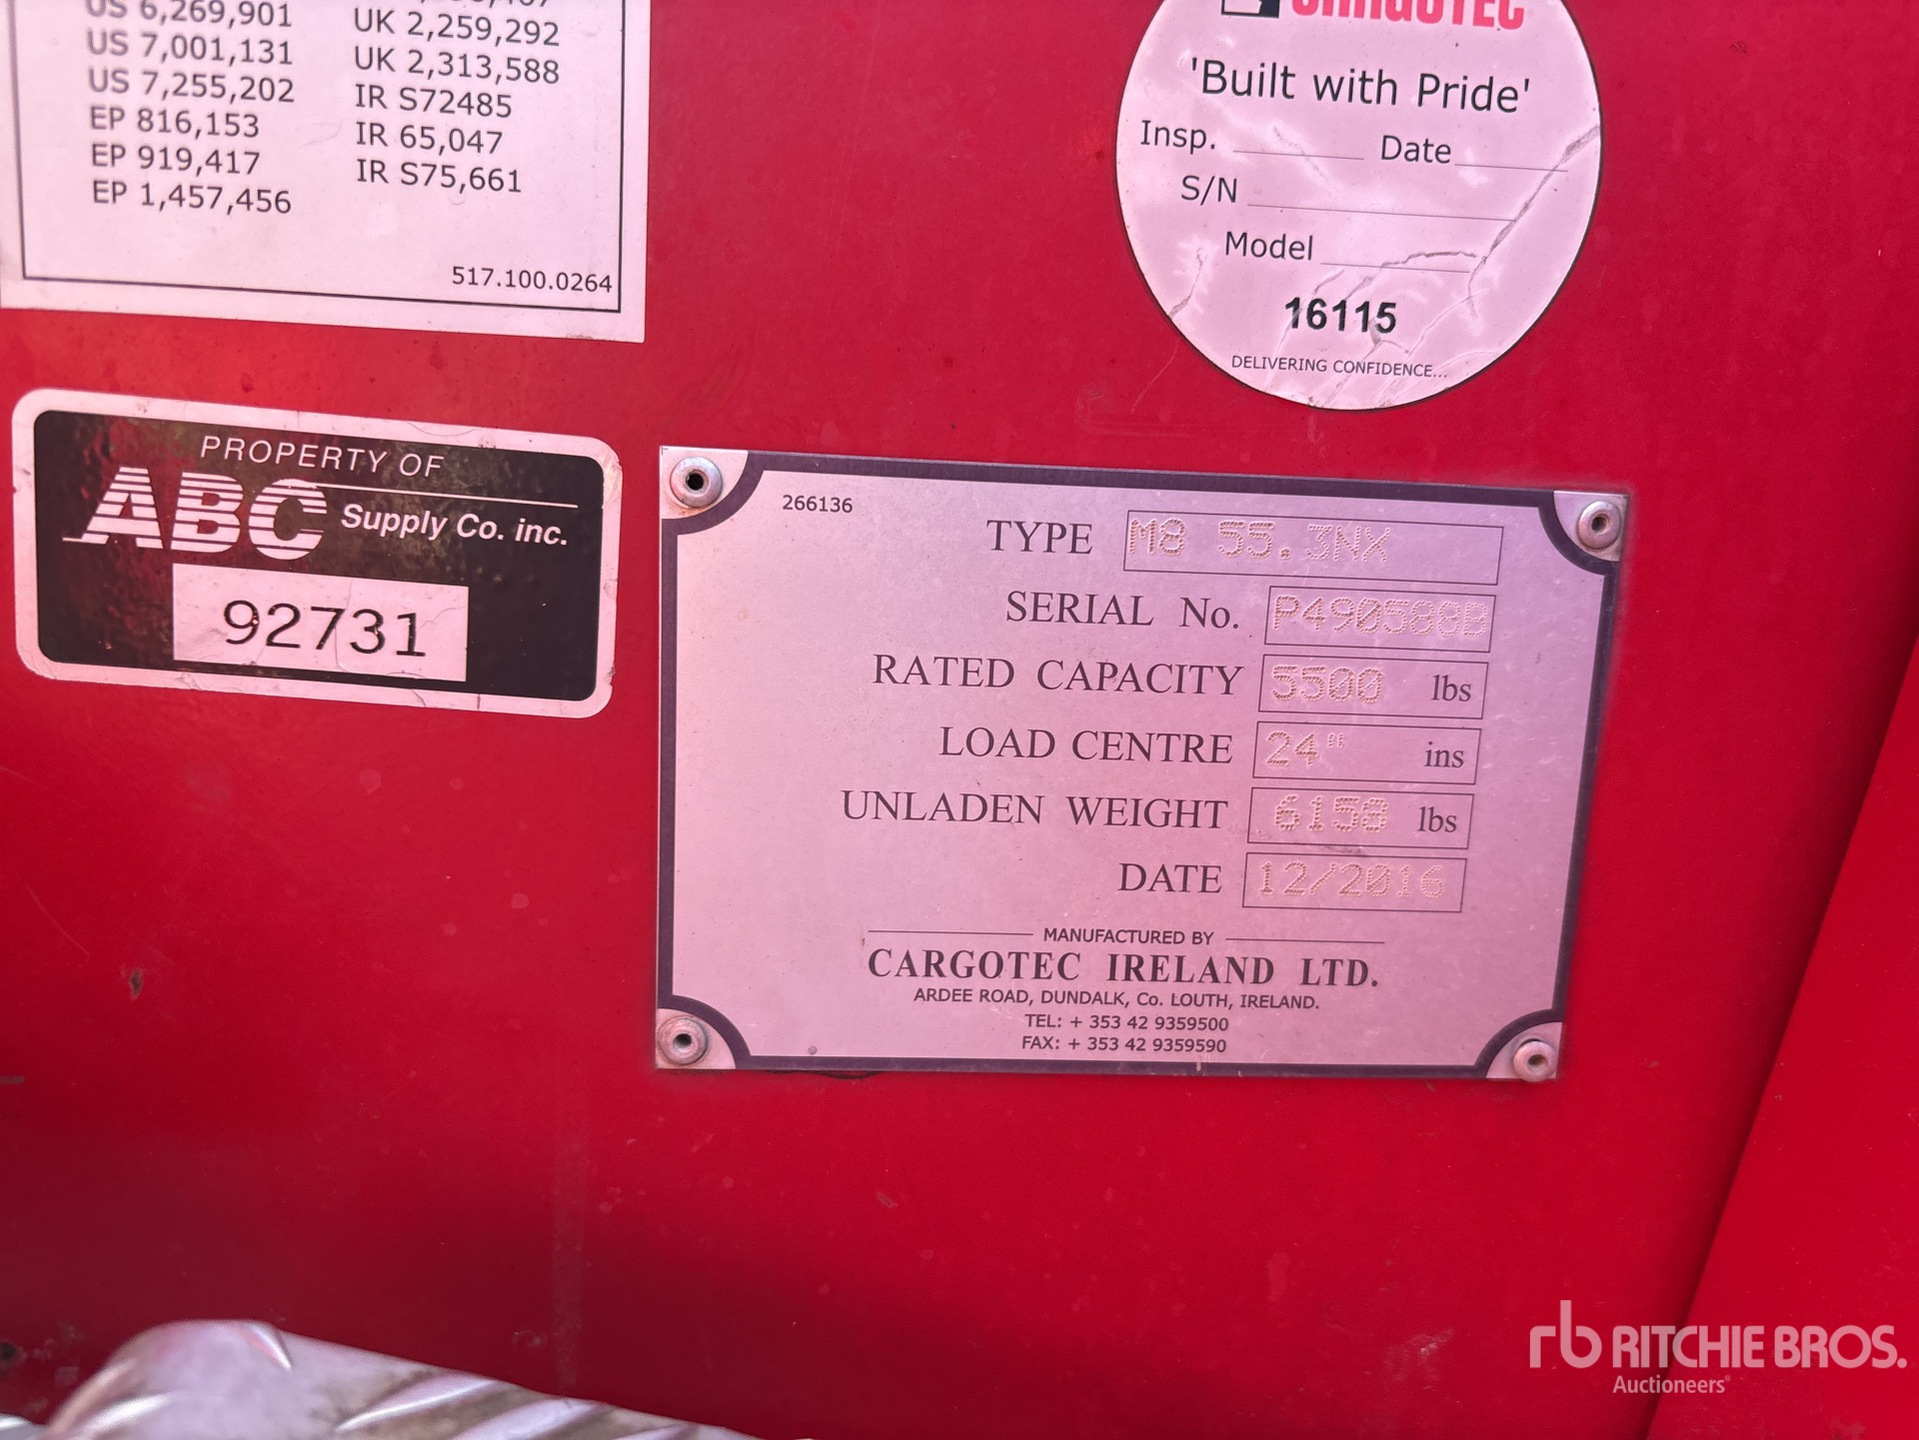 US 6,269,901
US 7,001,131
US 7,255,202
EP 816,153
EP 919,417
EP 1,457,456
UK 2,259,292
UK 2,313,588
IR S72485
IR 65,047
IR S75,661
517.100.0264
CARGOTEC
'Built with Pride'
Insp. Date
S/N
Model
16115
DELIVERING CONFIDENCE...
PROPERTY OF
ABC Supply Co. inc.
92731
266136
TYPE M8 55.3NX
SERIAL No. P490588B
RATED CAPACITY 5500 lbs
LOAD CENTRE 24" ins
UNLADEN WEIGHT 6158 lbs
DATE 12/2016
MANUFACTURED BY
CARGOTEC IRELAND LTD.
ARDEE ROAD, DUNDALK, Co. LOUTH, IRELAND.
TEL: + 353 42 9359500
FAX: + 353 42 9359590
rb RITCHIE BROS.
Auctioneers